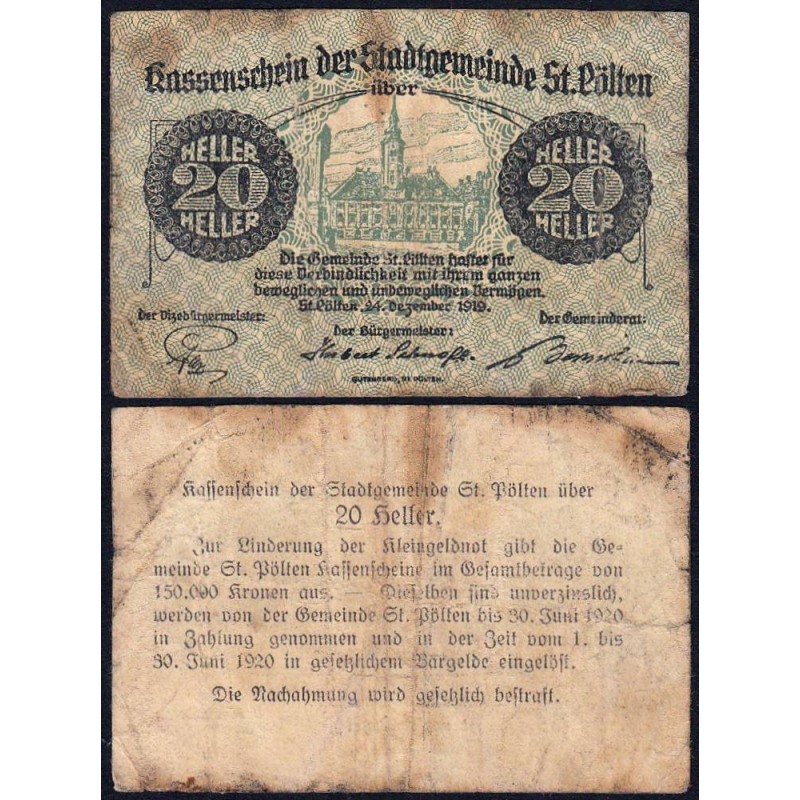 Kassenschein der Stadtgemeinde St. Pölten
über
HELLER
20
HELLER
HELLER
20
HELLER
Die Gemeinde St. Pölten haftet für
diese Verbindlichkeit mit ihrem ganzen
beweglichen und unbeweglichen Vermögen.
St. Pölten, 24. Dezember 1919.
Der Vizebürgermeister:
Der Bürgermeister:
Der Gemeinderat:
Hubert Schnofl
GUTENBERG, ST. PÖLTEN.
Kassenschein der Stadtgemeinde St. Pölten über
20 Heller.
Zur Linderung der Kleingeldnot gibt die Ge-
meinde St. Pölten Kassenscheine im Gesamtbetrage von
150.000 Kronen aus. — Dieselben sind unverzinslich,
werden von der Gemeinde St. Pölten bis 30. Juni 1920
in Zahlung genommen und in der Zeit vom 1. bis
30. Juni 1920 in gesetzlichem Bargelde eingelöst.
Die Nachahmung wird gesetzlich bestraft.